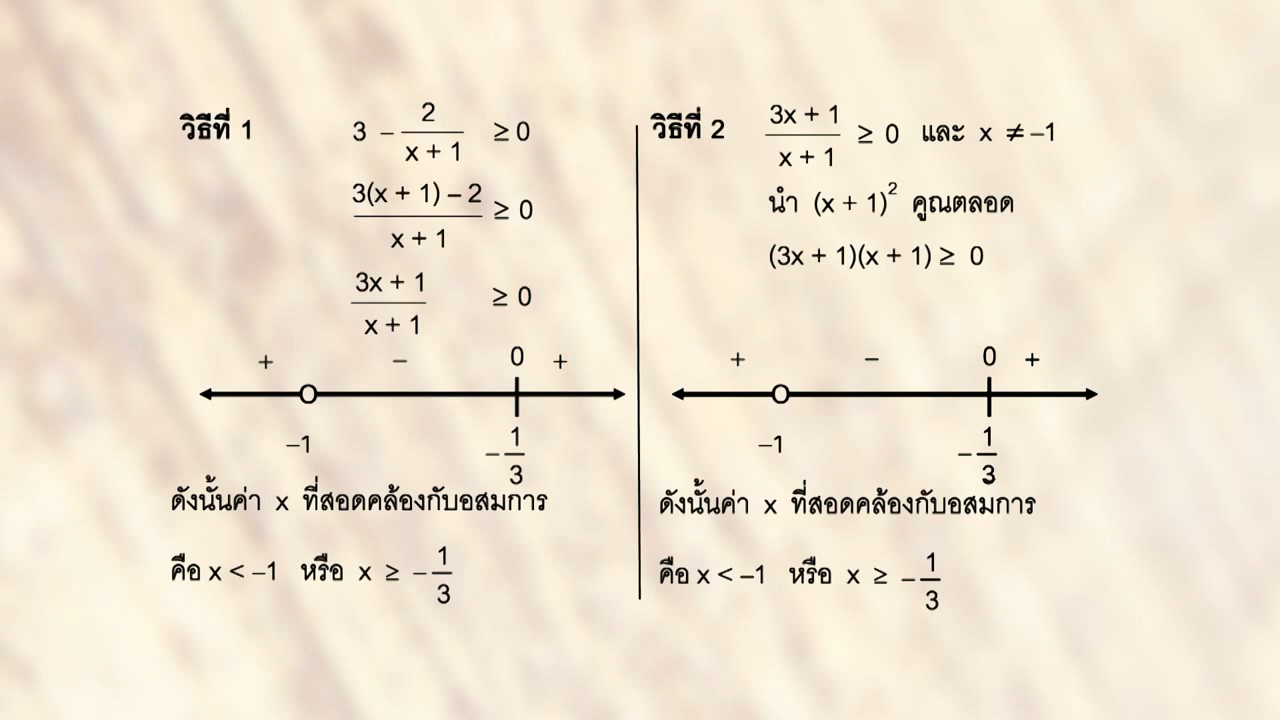 วิธีที่ 1 3 – 2/(x + 1) ≥ 0
(3(x + 1) – 2)/(x + 1) ≥ 0
(3x + 1)/(x + 1) ≥ 0
+ – 0 +
–1 –1/3
ดังนั้นค่า x ที่สอดคล้องกับอสมการ
คือ x < –1 หรือ x ≥ –1/3
วิธีที่ 2 (3x + 1)/(x + 1) ≥ 0 และ x ≠ –1
นำ (x + 1)² คูณตลอด
(3x + 1)(x + 1) ≥ 0
+ – 0 +
–1 –1/3
ดังนั้นค่า x ที่สอดคล้องกับอสมการ
คือ x < –1 หรือ x ≥ –1/3